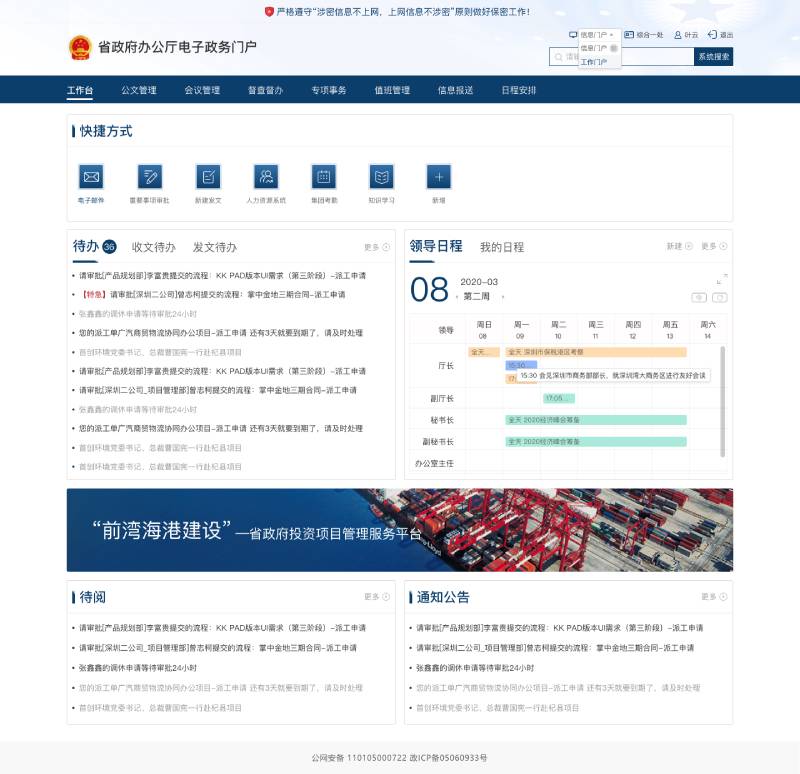 严格遵守“涉密信息不上网，上网信息不涉密”原则做好保密工作！
省政府办公厅电子政务门户
信息门户
综合一处
叶云
退出
信息门户
工作门户
系统搜索
工作台
公文管理
会议管理
督查督办
专项事务
值班管理
信息报送
日程安排
快捷方式
电子邮件
重要事项审批
新建发文
人力资源系统
集团考勤
知识学习
新增
待办 36 收文待办 发文待办 更多
请审批[产品规划部]李富贵提交的流程：KK PAD版本UI需求（第三阶段）-派工申请
【特急】请审批[深圳二公司]曾志柯提交的流程：掌中金地三期合同-派工申请
张鑫鑫的调休申请等待审批24小时
您的派工单广汽商贸物流协同办公项目-派工申请 还有3天就要到期了，请及时处理
首创环境党委书记、总裁曹国宪一行赴杞县项目
请审批[产品规划部]李富贵提交的流程：KK PAD版本UI需求（第三阶段）-派工申请
请审批[深圳二公司_项目管理部]曾志柯提交的流程：掌中金地三期合同-派工申请
张鑫鑫的调休申请等待审批24小时
您的派工单广汽商贸物流协同办公项目-派工申请 还有3天就要到期了，请及时处理
首创环境党委书记、总裁曹国宪一行赴杞县项目
首创环境党委书记、总裁曹国宪一行赴杞县项目
领导日程 我的日程 新建 更多
08
2020-03
第二周
领导 周日 周一 周二 周三 周四 周五 周六
08 09 10 11 12 13 14
厅长
全天...
全天 深圳市保税港区考察
15:30...
15:30 会见深圳市商务部部长，就深圳湾大商务区进行友好会谈
副厅长
17:05...
秘书长
全天 2020经济峰会筹备
副秘书长
全天 2020经济峰会筹备
办公室主任
“前湾海港建设”—省政府投资项目管理服务平台
待阅 更多
请审批[产品规划部]李富贵提交的流程：KK PAD版本UI需求（第三阶段）-派工申请
请审批[深圳二公司_项目管理部]曾志柯提交的流程：掌中金地三期合同-派工申请
张鑫鑫的调休申请等待审批24小时
您的派工单广汽商贸物流协同办公项目-派工申请 还有3天就要到期了，请及时处理
首创环境党委书记、总裁曹国宪一行赴杞县项目
通知公告 更多
请审批[产品规划部]李富贵提交的流程：KK PAD版本UI需求（第三阶段）-派工申请
请审批[深圳二公司_项目管理部]曾志柯提交的流程：掌中金地三期合同-派工申请
张鑫鑫的调休申请等待审批24小时
您的派工单广汽商贸物流协同办公项目-派工申请 还有3天就要到期了，请及时处理
首创环境党委书记、总裁曹国宪一行赴杞县项目
公网安备 110105000722 政ICP备05060933号